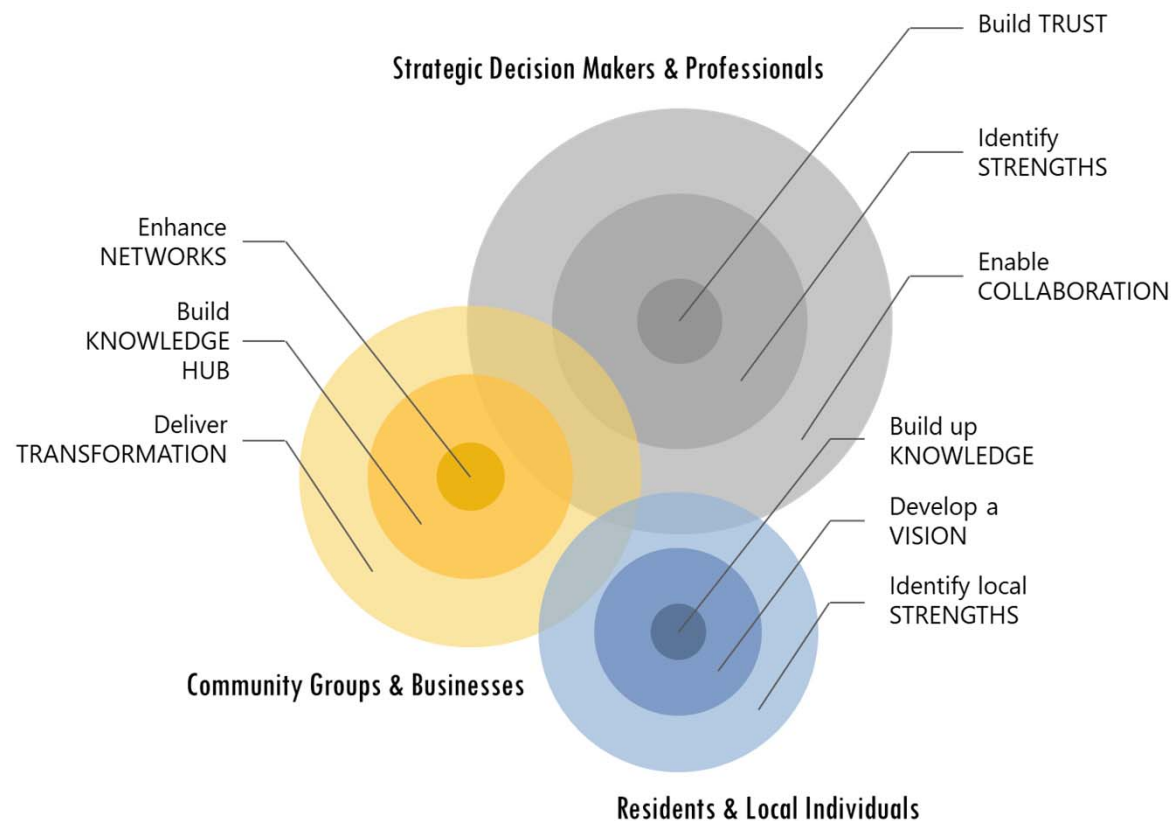 Build TRUST
Strategic Decision Makers & Professionals
Identify
STRENGTHS
Enhance
NETWORKS
Enable
COLLABORATION
Build
KNOWLEDGE
HUB
Deliver
TRANSFORMATION
Build up
KNOWLEDGE
Develop a
VISION
Identify local
STRENGTHS
Community Groups & Businesses
Residents & Local Individuals